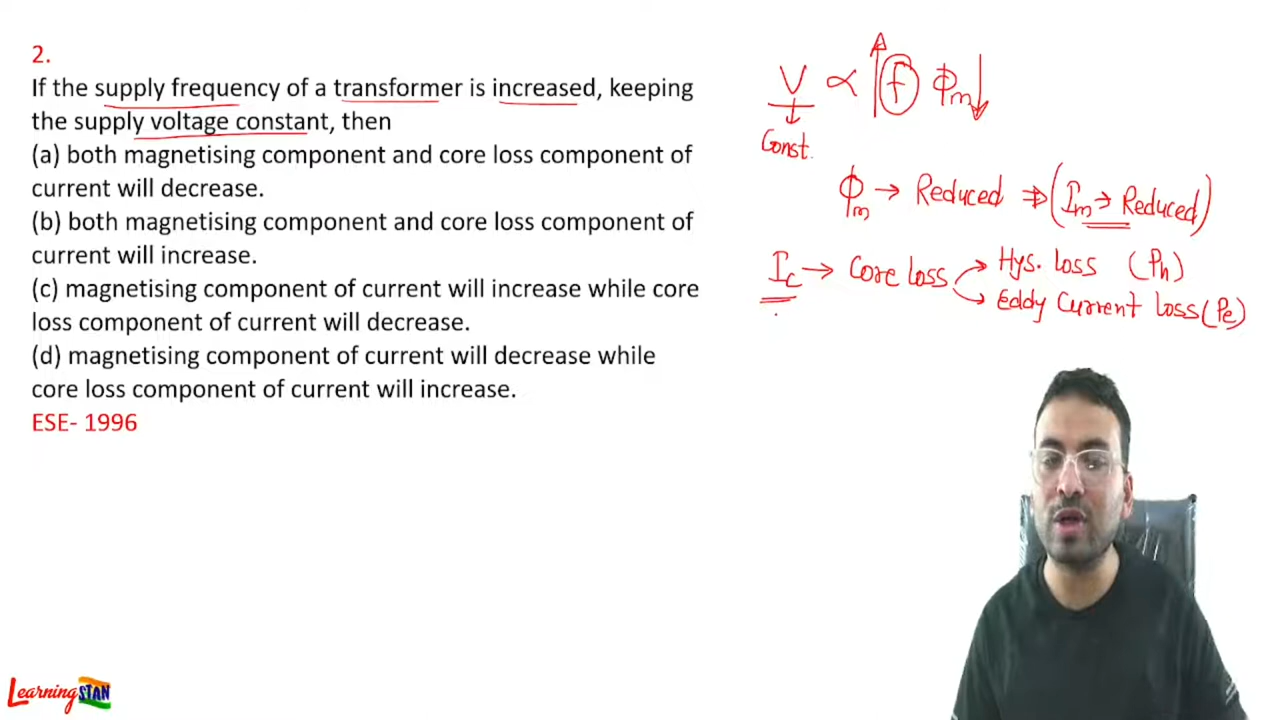 2.
If the supply frequency of a transformer is increased, keeping
the supply voltage constant, then
(a) both magnetising component and core loss component of
current will decrease.
(b) both magnetising component and core loss component of
current will increase.
(c) magnetising component of current will increase while core
loss component of current will decrease.
(d) magnetising component of current will decrease while
core loss component of current will increase.
ESE- 1996
V ∝ ↑ f ϕm ↓
↓
Const.
ϕm → Reduced ⇒ (Im → Reduced)
Ic → Core loss → Hys. loss (Ph)
→ Eddy Current loss (Pe)
Learning STAN